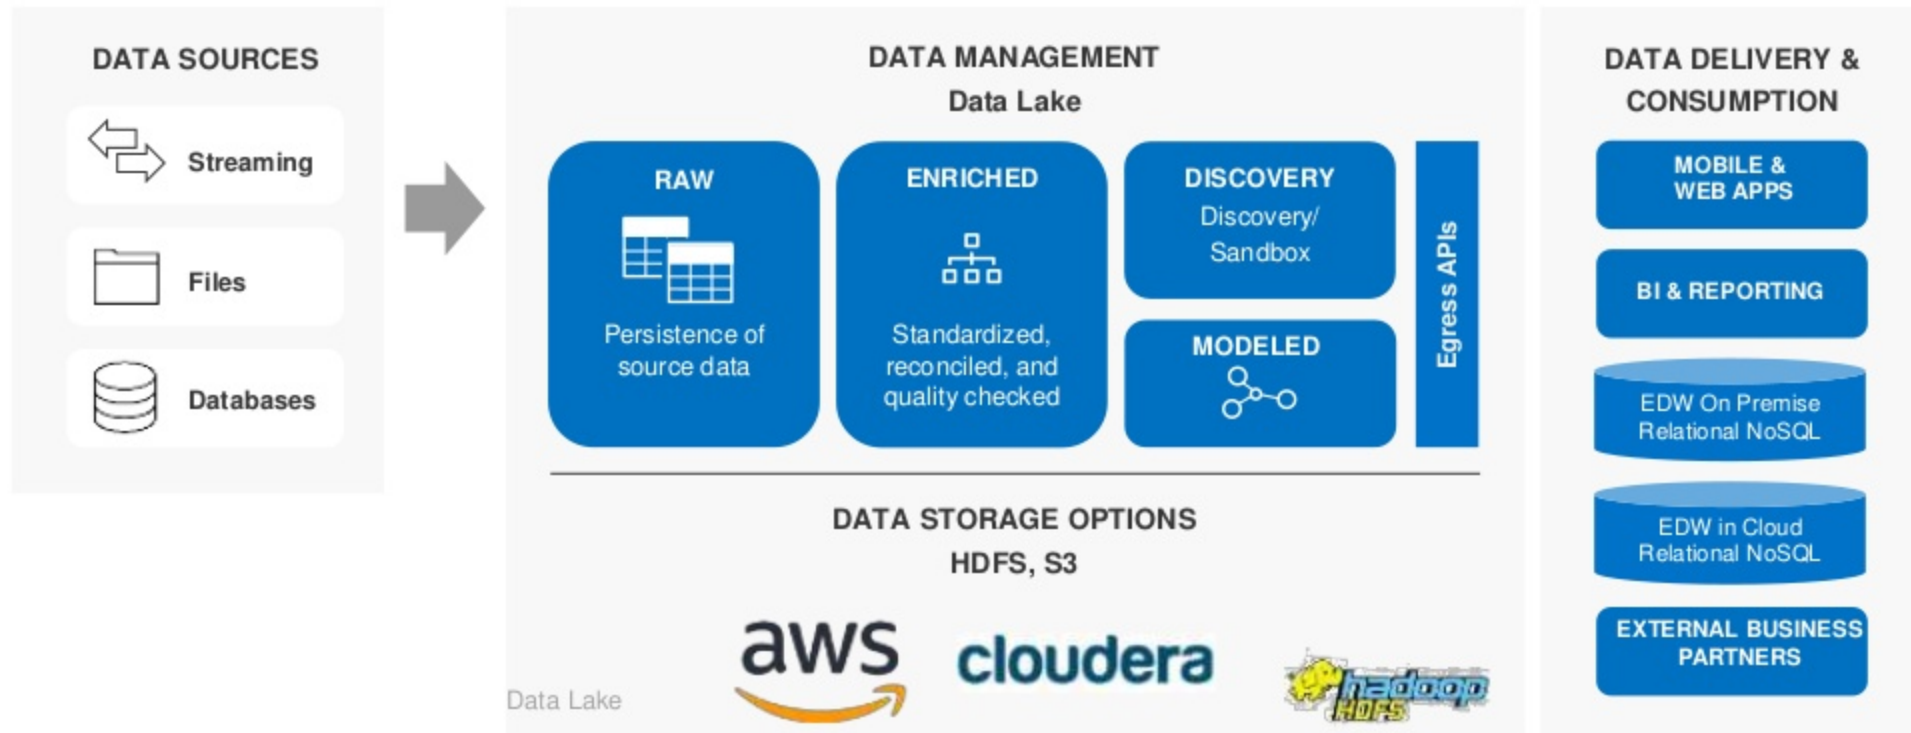 DATA SOURCES
Streaming
Files
Databases
DATA MANAGEMENT
Data Lake
RAW
Persistence of
source data
ENRICHED
Standardized,
reconciled, and
quality checked
DISCOVERY
Discovery/
Sandbox
MODELED
Egress APIs
DATA STORAGE OPTIONS
HDFS, S3
aws
cloudera
hadoop
HDFS
Data Lake
DATA DELIVERY &
CONSUMPTION
MOBILE &
WEB APPS
BI & REPORTING
EDW On Premise
Relational NoSQL
EDW in Cloud
Relational NoSQL
EXTERNAL BUSINESS
PARTNERS